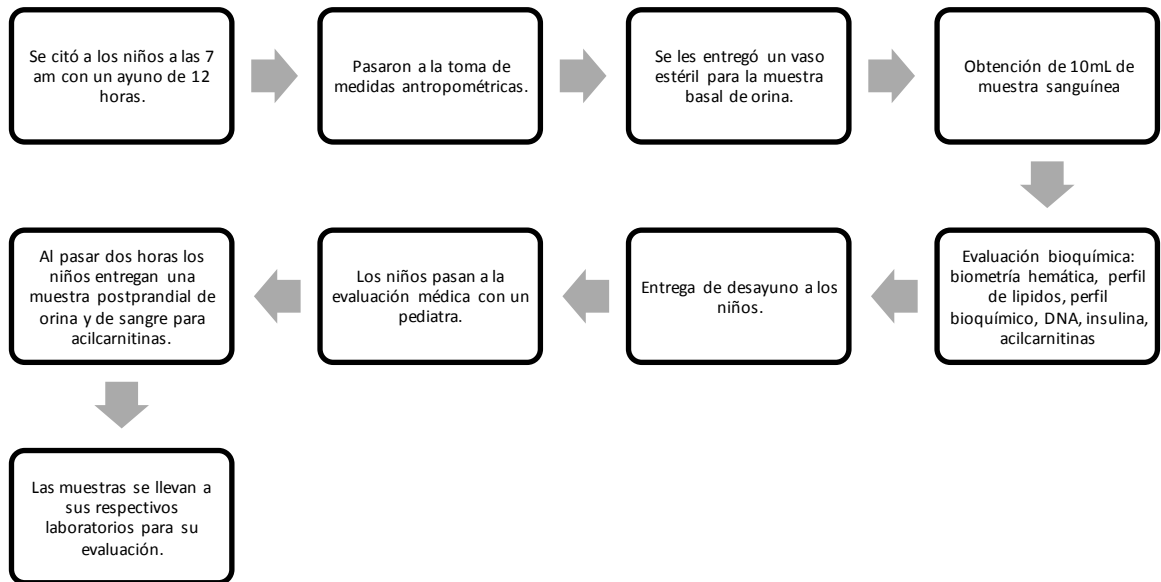 Se citó a los niños a las 7
am con un ayuno de 12
horas.
Pasaron a la toma de
medidas antropométricas.
Se les entregó un vaso
estéril para la muestra
basal de orina.
Obtención de 10mL de
muestra sanguínea
Evaluación bioquímica:
biometría hemática, perfil
de lipidos, perfil
bioquímico, DNA, insulina,
acilcarnitinas
Entrega de desayuno a los
niños.
Los niños pasan a la
evaluación médica con un
pediatra.
Al pasar dos horas los
niños entregan una
muestra postprandial de
orina y de sangre para
acilcarnitinas.
Las muestras se llevan a
sus respectivos
laboratorios para su
evaluación.